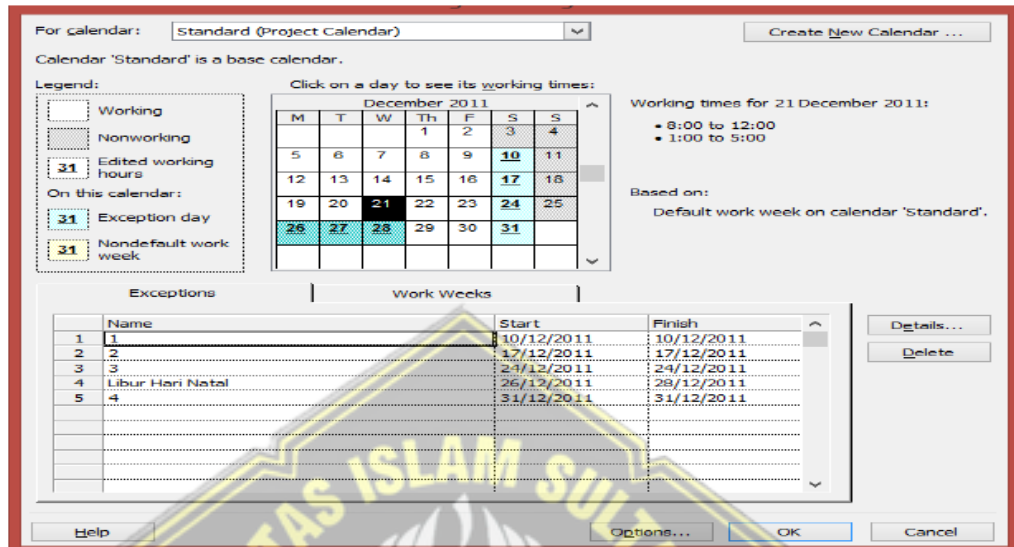 For calendar: Standard (Project Calendar)
Create New Calendar ...
Calendar 'Standard' is a base calendar.
Legend:
Working
Nonworking
31 Edited working hours
On this calendar:
31 Exception day
31 Nondefault work week
Click on a day to see its working times:
December 2011
M T W Th F S S
1 2 3 4
5 6 7 8 9 10 11
12 13 14 15 16 17 18
19 20 21 22 23 24 25
26 27 28 29 30 31
Working times for 21 December 2011:
• 8:00 to 12:00
• 1:00 to 5:00
Based on:
Default work week on calendar 'Standard'.
Exceptions Work Weeks
Name Start Finish
1 1 10/12/2011 10/12/2011
2 2 17/12/2011 17/12/2011
3 3 24/12/2011 24/12/2011
4 Libur Hari Natal 26/12/2011 28/12/2011
5 4 31/12/2011 31/12/2011
Details...
Delete
ISLAM
Help Options... OK Cancel